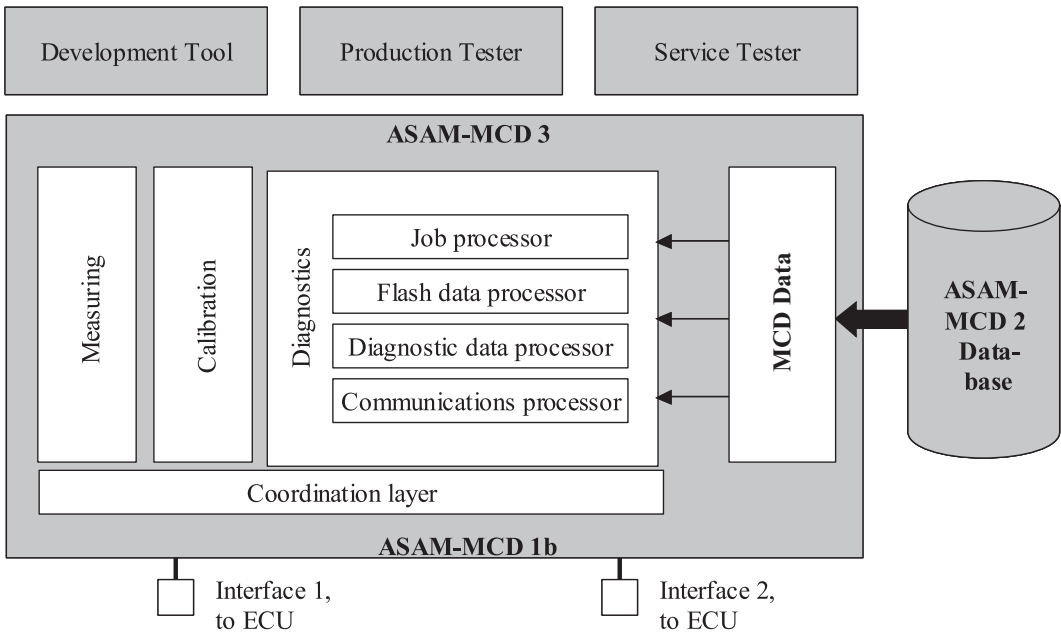 Development Tool
Production Tester
Service Tester
ASAM-MCD 3
Measuring
Calibration
Diagnostics
Job processor
Flash data processor
Diagnostic data processor
Communications processor
MCD Data
ASAM-
MCD 2
Data-
base
Coordination layer
ASAM-MCD 1b
Interface 1,
to ECU
Interface 2,
to ECU